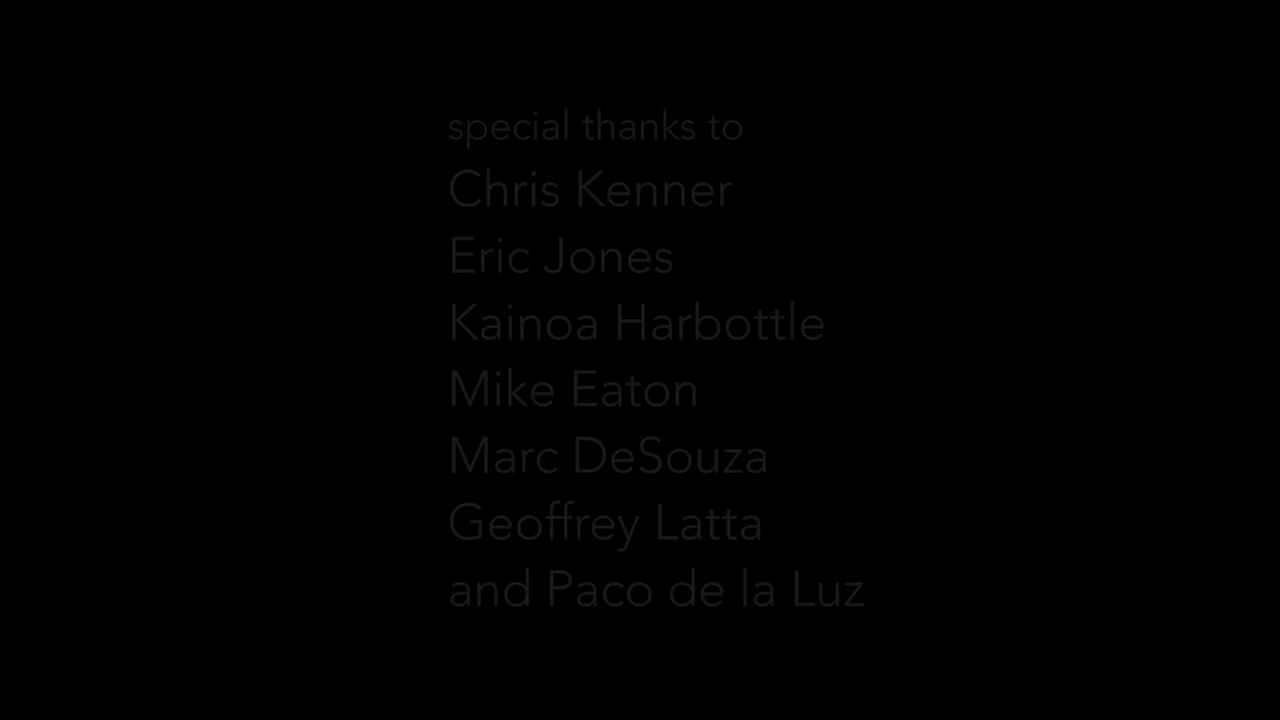 special thanks to
Chris Kenner
Eric Jones
Kainoa Harbottle
Mike Eaton
Marc DeSouza
Geoffrey Latta
and Paco de la Luz